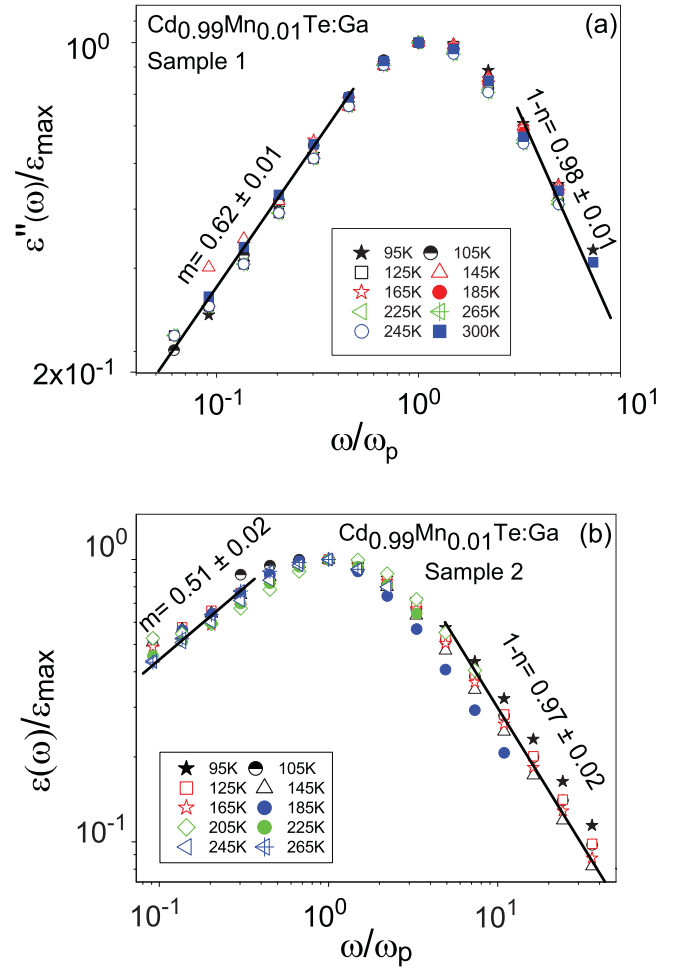 Cd0.99Mn0.01Te:Ga
(a)
Sample 1
10^0
ε"(ω)/εmax
m= 0.62 ± 0.01
1-n= 0.98 ± 0.01
95K 105K
125K 145K
165K 185K
225K 265K
245K 300K
2x10^-1
10^-1 10^0 10^1
ω/ωp
Cd0.99Mn0.01Te:Ga
(b)
Sample 2
10^0
ε(ω)/εmax
m= 0.51 ± 0.02
1-n= 0.97 ± 0.02
95K 105K
125K 145K
165K 185K
205K 225K
245K 265K
10^-1
10^-1 10^0 10^1
ω/ωp